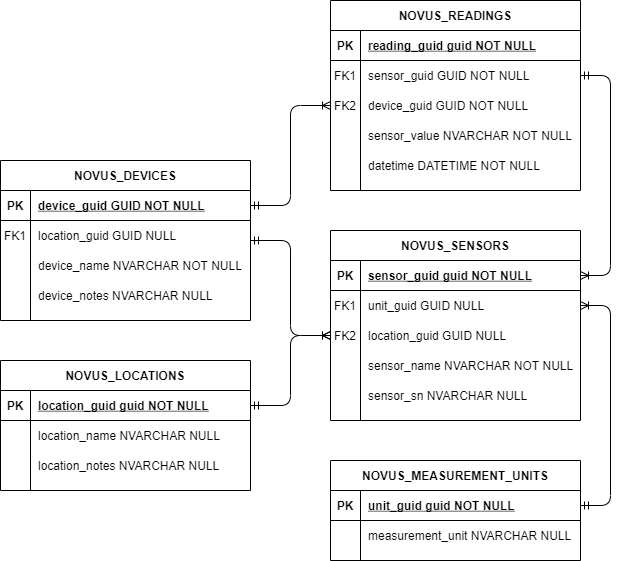 NOVUS_READINGS
PK reading_guid guid NOT NULL
FK1 sensor_guid GUID NOT NULL
FK2 device_guid GUID NOT NULL
sensor_value NVARCHAR NOT NULL
datetime DATETIME NOT NULL
NOVUS_DEVICES
PK device_guid GUID NOT NULL
FK1 location_guid GUID NULL
device_name NVARCHAR NOT NULL
device_notes NVARCHAR NULL
NOVUS_SENSORS
PK sensor_guid guid NOT NULL
FK1 unit_guid GUID NULL
FK2 location_guid GUID NULL
sensor_name NVARCHAR NOT NULL
sensor_sn NVARCHAR NULL
NOVUS_LOCATIONS
PK location_guid guid NOT NULL
location_name NVARCHAR NULL
location_notes NVARCHAR NULL
NOVUS_MEASUREMENT_UNITS
PK unit_guid guid NOT NULL
measurement_unit NVARCHAR NULL